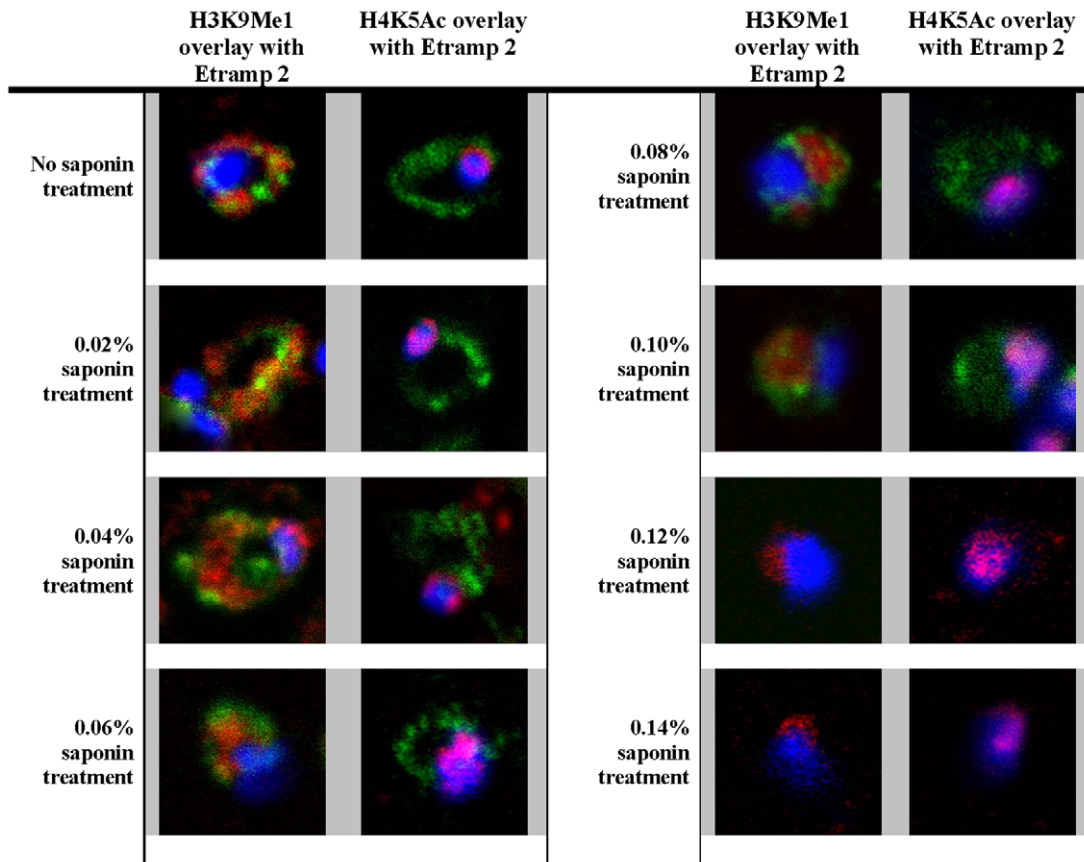 H3K9Me1
overlay with
Etramp 2
H4K5Ac overlay
with Etramp 2
H3K9Me1
overlay with
Etramp 2
H4K5Ac overlay
with Etramp 2
No saponin
treatment
0.02%
saponin
treatment
0.04%
saponin
treatment
0.06%
saponin
treatment
0.08%
saponin
treatment
0.10%
saponin
treatment
0.12%
saponin
treatment
0.14%
saponin
treatment